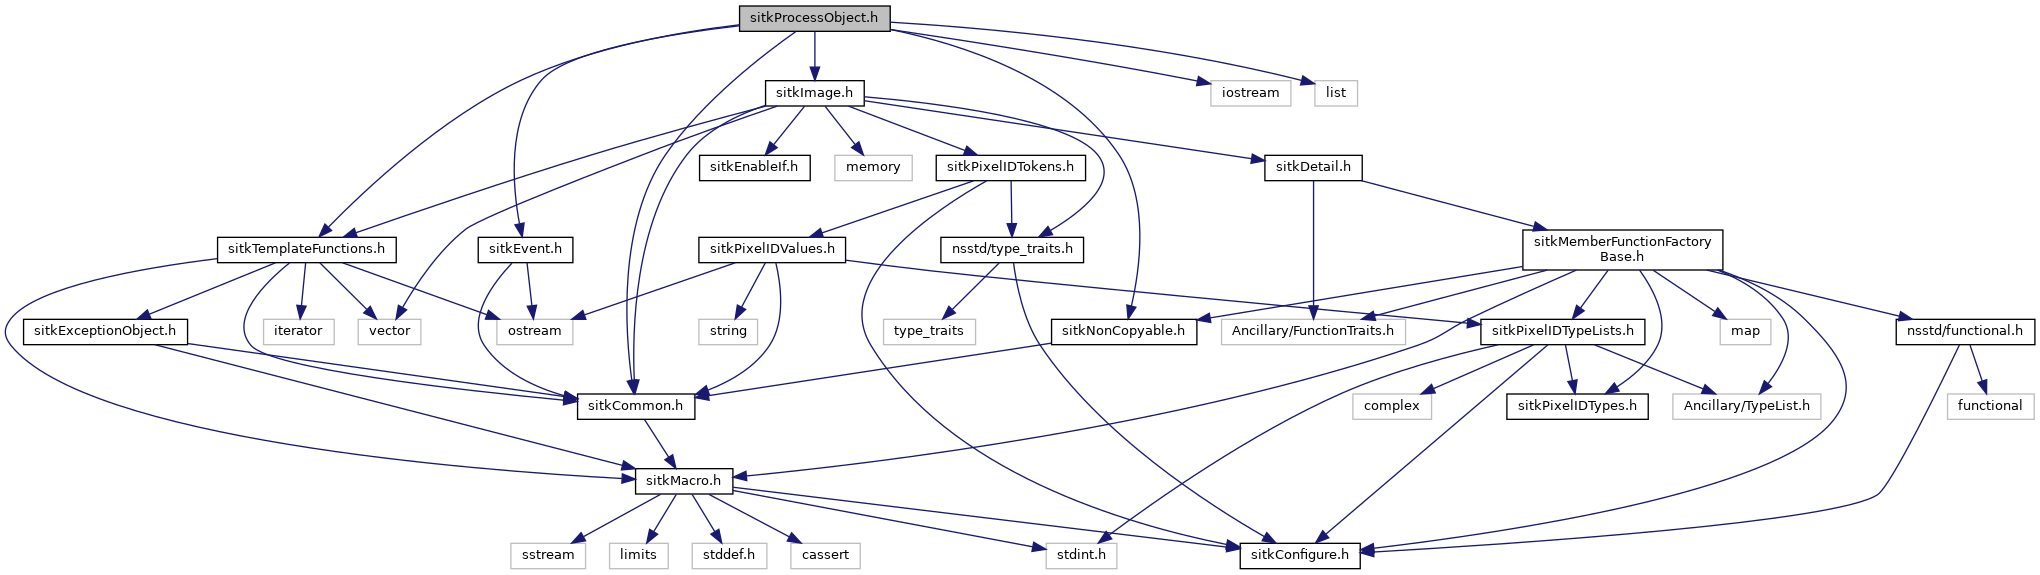 sitkProcessObject.h
sitkImage.h
iostream
list
sitkEnableIf.h
memory
sitkPixelIDTokens.h
sitkDetail.h
sitkTemplateFunctions.h
sitkEvent.h
sitkPixelIDValues.h
nsstd/type_traits.h
sitkMemberFunctionFactory
Base.h
sitkExceptionObject.h
iterator
vector
ostream
string
type_traits
sitkNonCopyable.h
Ancillary/FunctionTraits.h
sitkPixelIDTypeLists.h
map
nsstd/functional.h
sitkCommon.h
complex
sitkPixelIDTypes.h
Ancillary/TypeList.h
functional
sitkMacro.h
sstream
limits
stddef.h
cassert
stdint.h
sitkConfigure.h